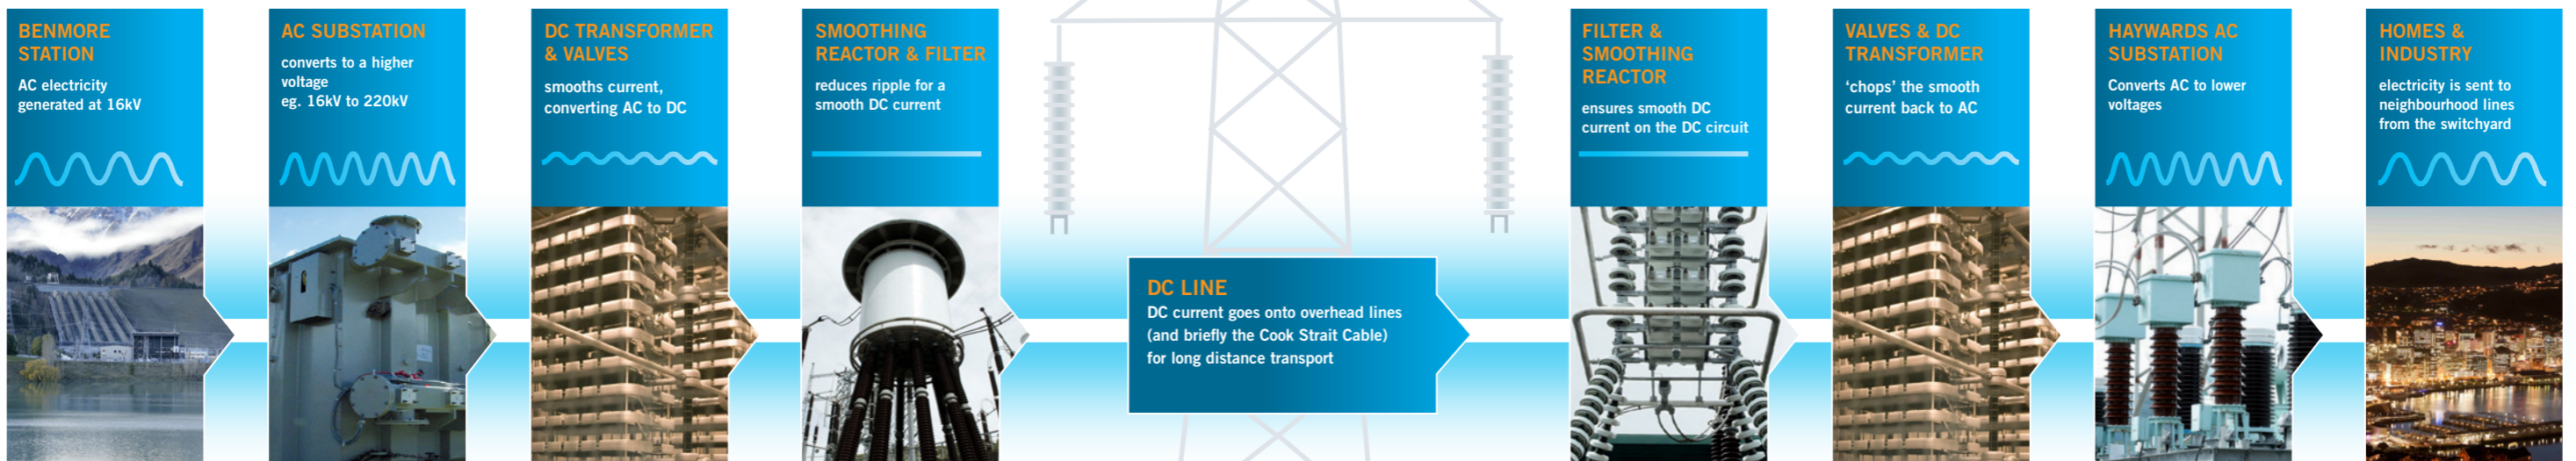 BENMORE
STATION
AC electricity
generated at 16kV
AC SUBSTATION
converts to a higher
voltage
eg. 16kV to 220kV
DC TRANSFORMER
& VALVES
smooths current,
converting AC to DC
SMOOTHING
REACTOR & FILTER
reduces ripple for a
smooth DC current
DC LINE
DC current goes onto overhead lines
(and briefly the Cook Strait Cable)
for long distance transport
FILTER &
SMOOTHING
REACTOR
ensures smooth DC
current on the DC circuit
VALVES & DC
TRANSFORMER
‘chops’ the smooth
current back to AC
HAYWARDS AC
SUBSTATION
Converts AC to lower
voltages
HOMES &
INDUSTRY
electricity is sent to
neighbourhood lines
from the switchyard